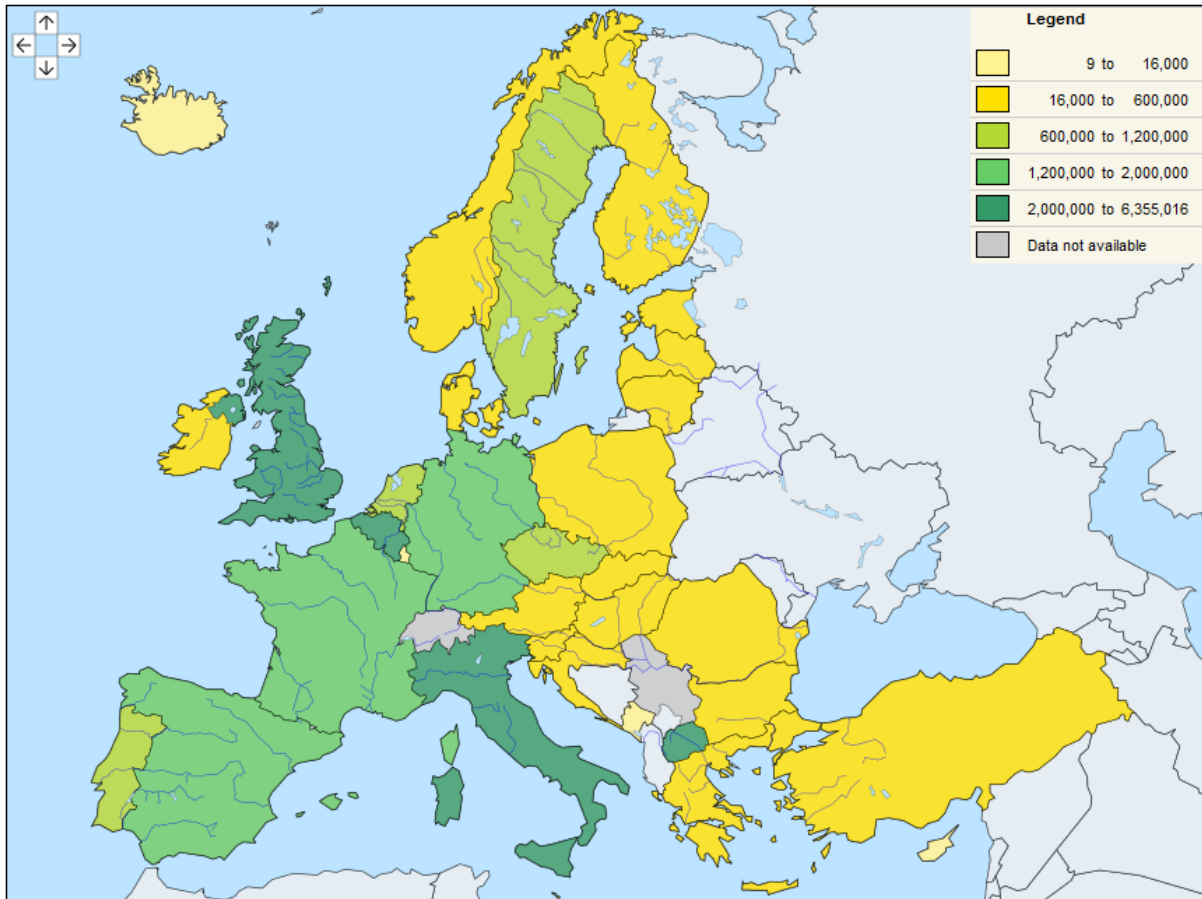 Legend
9 to 16,000
16,000 to 600,000
600,000 to 1,200,000
1,200,000 to 2,000,000
2,000,000 to 6,355,016
Data not available